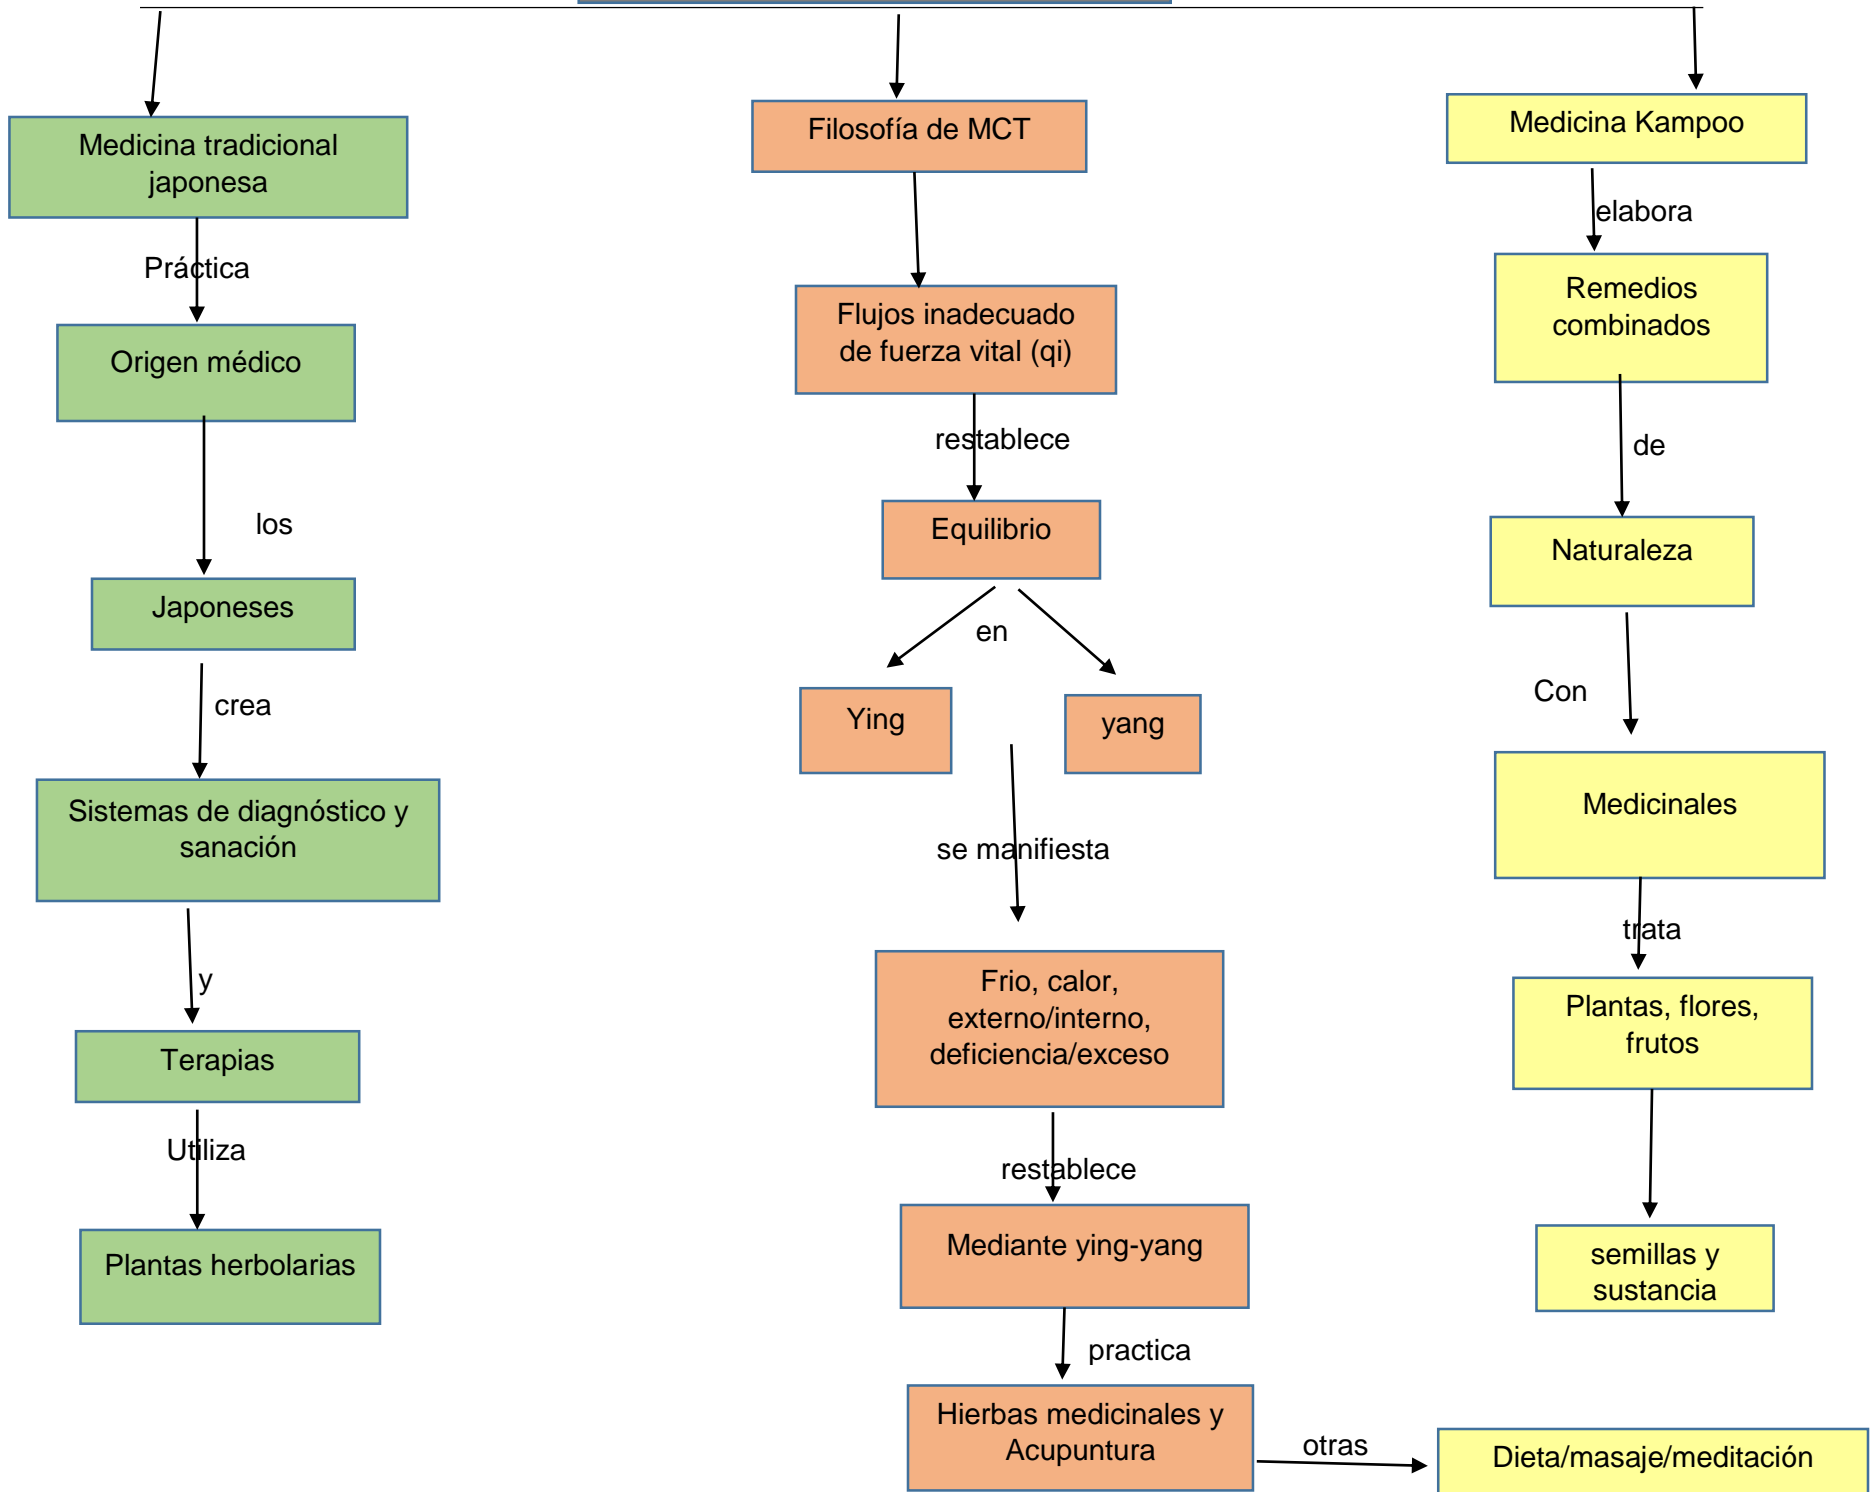 Medicina tradicional
japonesa
Práctica
Origen médico
los
Japoneses
crea
Sistemas de diagnóstico y
sanación
y
Terapias
Utiliza
Plantas herbolarias
Filosofía de MCT
Flujos inadecuado
de fuerza vital (qi)
restablece
Equilibrio
en
Ying
yang
se manifiesta
Frio, calor,
externo/interno,
deficiencia/exceso
restablece
Mediante ying-yang
practica
Hierbas medicinales y
Acupuntura
otras
Dieta/masaje/meditación
Medicina Kampoo
elabora
Remedios
combinados
de
Naturaleza
Con
Medicinales
trata
Plantas, flores,
frutos
semillas y
sustancia